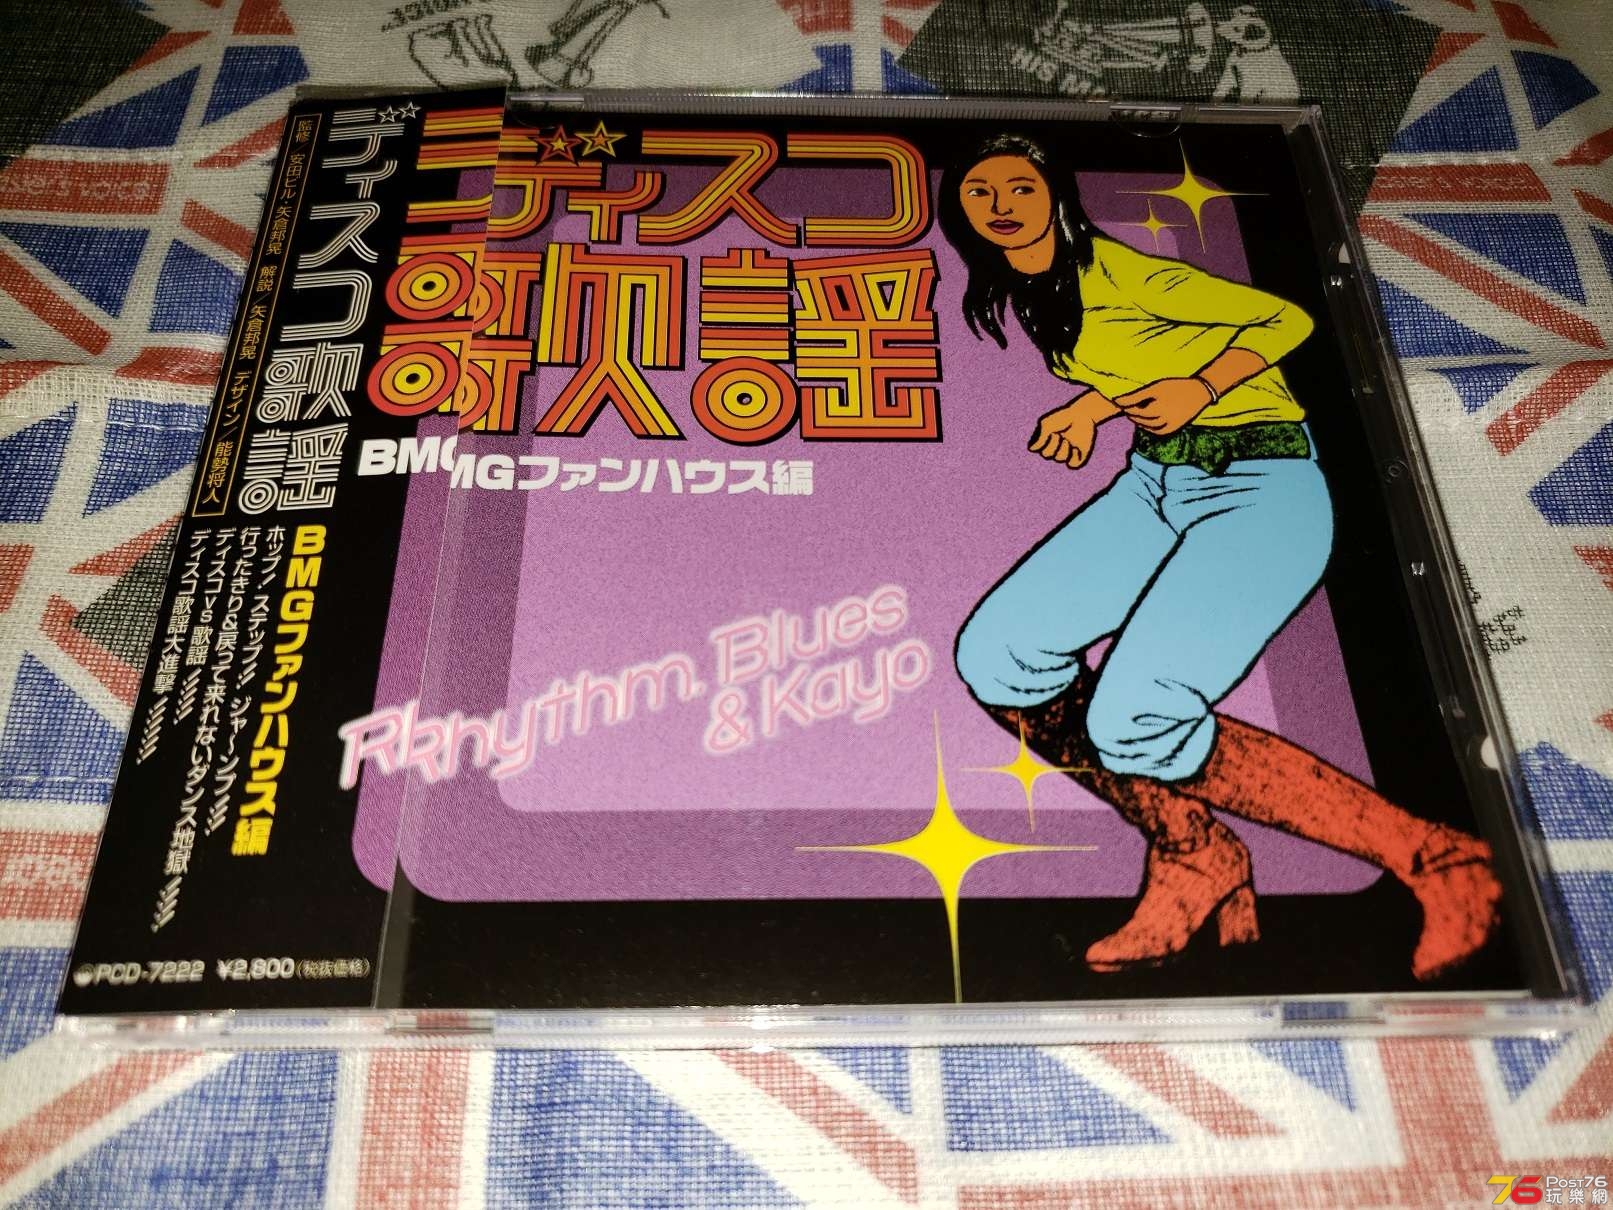 ディスコ
歌謡
BMGファンハウス編
Rhythm, Blues
& Kayo
監修/安田ビル・矢倉邦晃 解説/矢倉邦晃 デザイン/能勢将人
ディスコ歌謡
BMGファンハウス編
ホップ!・ステップ!!・ジャ〜ンプ!!!
行ったきり&戻って来れないダンス地獄!!!!
ディスコvs歌謡!!!!!
ディスコ歌謡大進撃!!!!!!
PCD-7222 ¥2,800(税抜価格)
HIS MA
76 Post76
玩樂網